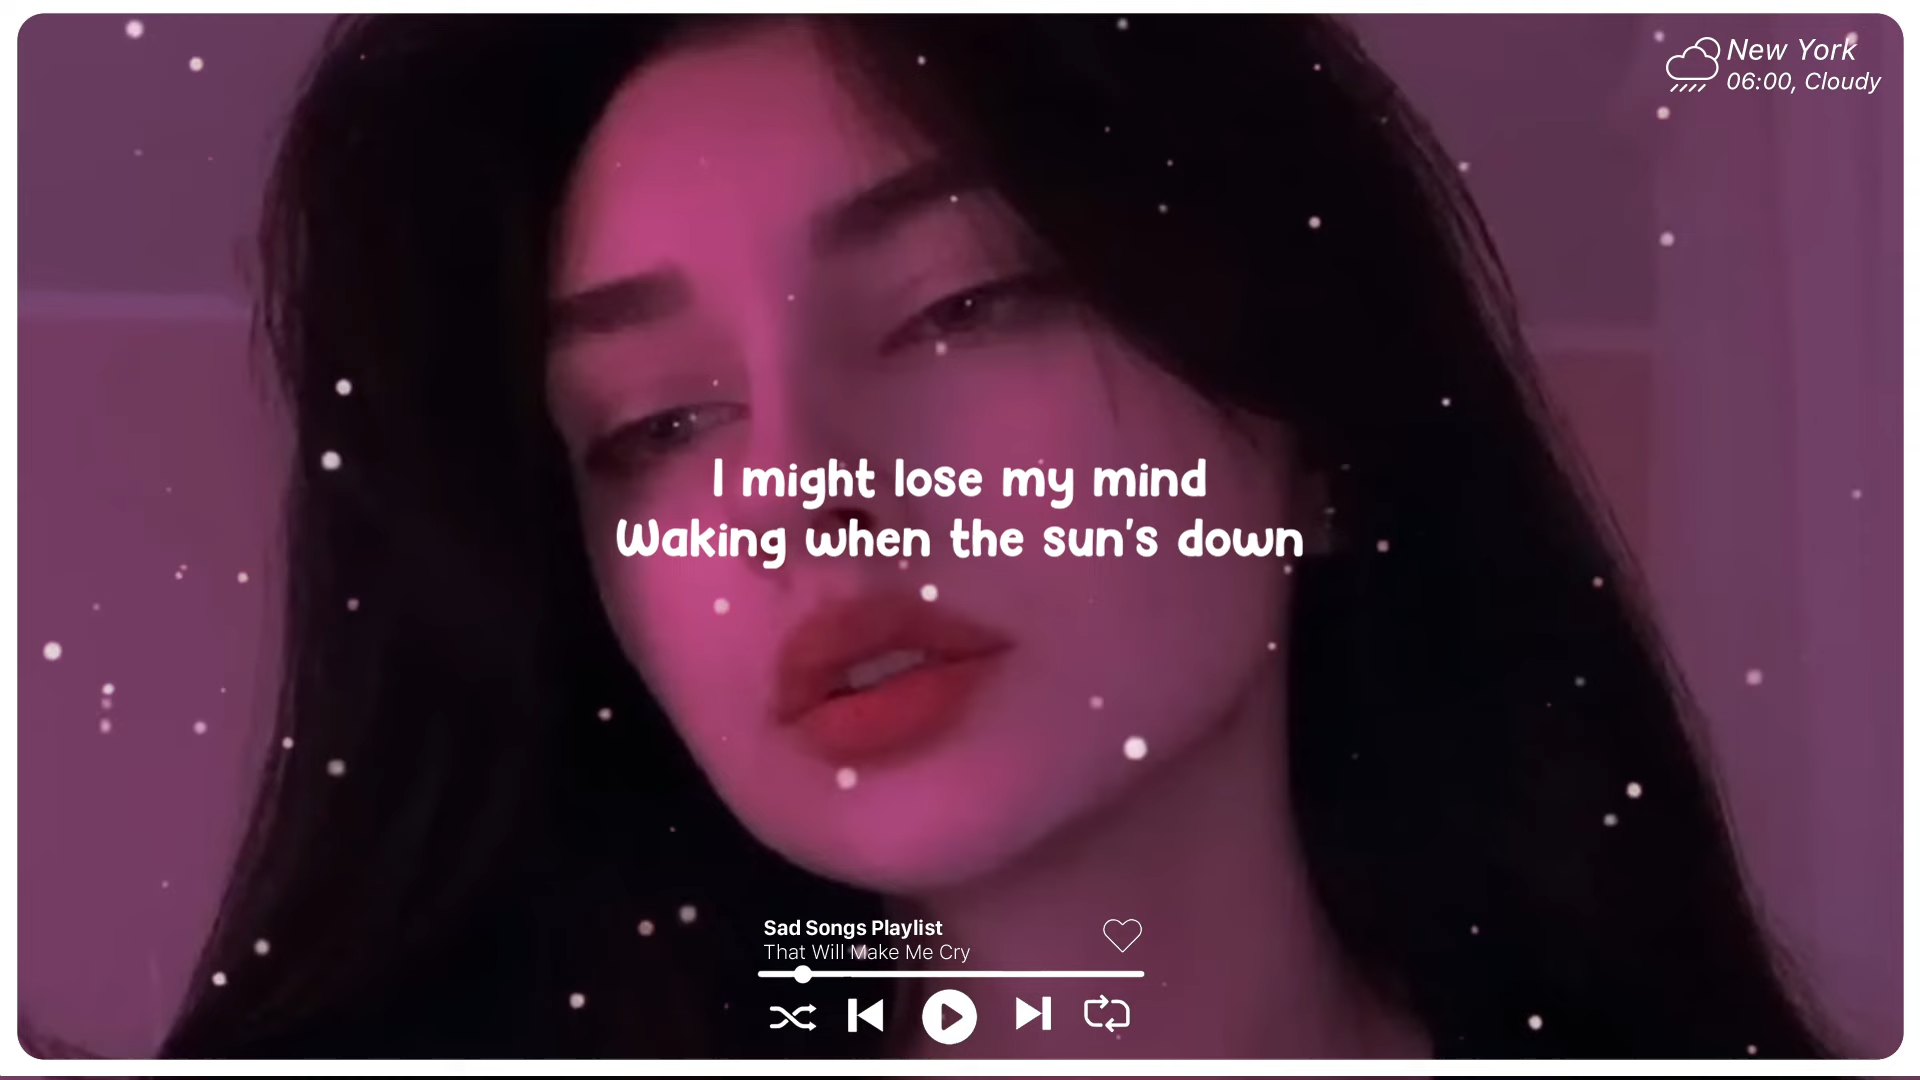 New York
06:00, Cloudy
I might lose my mind
Waking when the sun's down
Sad Songs Playlist
That Will Make Me Cry